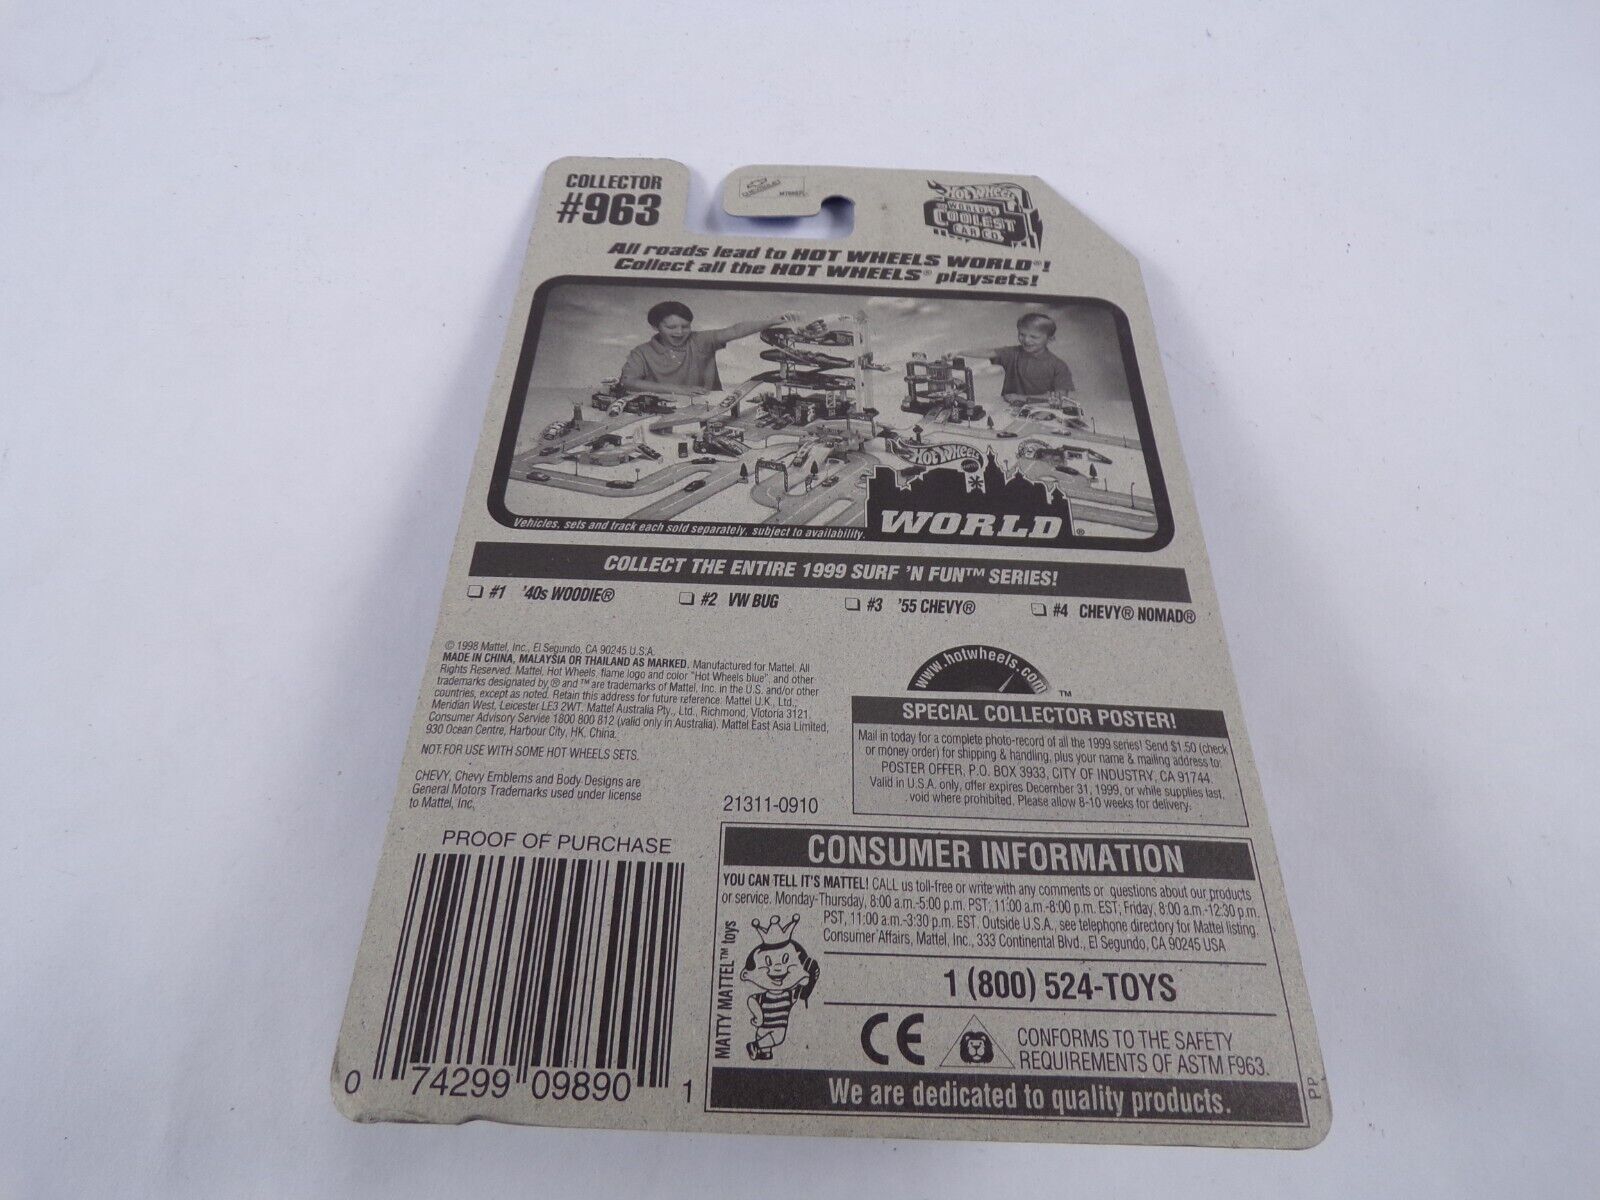 COLLECTOR
#963
HOT WHEELS
WORLD'S
COOLEST
CAR CO.
All roads lead to HOT WHEELS WORLD®!
Collect all the HOT WHEELS® playsets!
HOT WHEELS
WORLD®
Vehicles, sets and track each sold separately, subject to availability.
COLLECT THE ENTIRE 1999 SURF 'N FUN™ SERIES!
#1 '40s WOODIE®
#2 VW BUG
#3 '55 CHEVY®
#4 CHEVY® NOMAD®
© 1998 Mattel, Inc., El Segundo, CA 90245 U.S.A.
MADE IN CHINA, MALAYSIA OR THAILAND AS MARKED. Manufactured for Mattel. All
Rights Reserved. Mattel, Hot Wheels, flame logo and color "Hot Wheels blue", and other
trademarks designated by ® and ™ are trademarks of Mattel, Inc. in the U.S. and/or other
countries, except as noted. Retain this address for future reference: Mattel U.K., Ltd.,
Meridian West, Leicester LE3 2WT. Mattel Australia Pty., Ltd., Richmond, Victoria 3121.
Consumer Advisory Service 1800 800 812 (valid only in Australia). Mattel East Asia Limited,
930 Ocean Centre, Harbour City, HK, China.
NOT FOR USE WITH SOME HOT WHEELS SETS.
CHEVY, Chevy Emblems and Body Designs are
General Motors Trademarks used under license
to Mattel, Inc,
21311-0910
www.hotwheels.com
™
SPECIAL COLLECTOR POSTER!
Mail in today for a complete photo-record of all the 1999 series! Send $1.50 (check
or money order) for shipping & handling, plus your name & mailing address to:
POSTER OFFER, P.O. BOX 3933, CITY OF INDUSTRY, CA 91744.
Valid in U.S.A. only, offer expires December 31, 1999, or while supplies last,
void where prohibited. Please allow 8-10 weeks for delivery.
PROOF OF PURCHASE
0 74299 09890 1
CONSUMER INFORMATION
YOU CAN TELL IT'S MATTEL! CALL us toll-free or write with any comments or questions about our products
or service. Monday-Thursday, 8:00 a.m.-5:00 p.m. PST; 11:00 a.m.-8:00 p.m. EST; Friday, 8:00 a.m.-12:30 p.m.
PST, 11:00 a.m.-3:30 p.m. EST. Outside U.S.A., see telephone directory for Mattel listing.
Consumer Affairs, Mattel, Inc., 333 Continental Blvd., El Segundo, CA 90245 USA
MATTY MATTEL™ toys
1 (800) 524-TOYS
CE
CONFORMS TO THE SAFETY
REQUIREMENTS OF ASTM F963.
We are dedicated to quality products.
PP